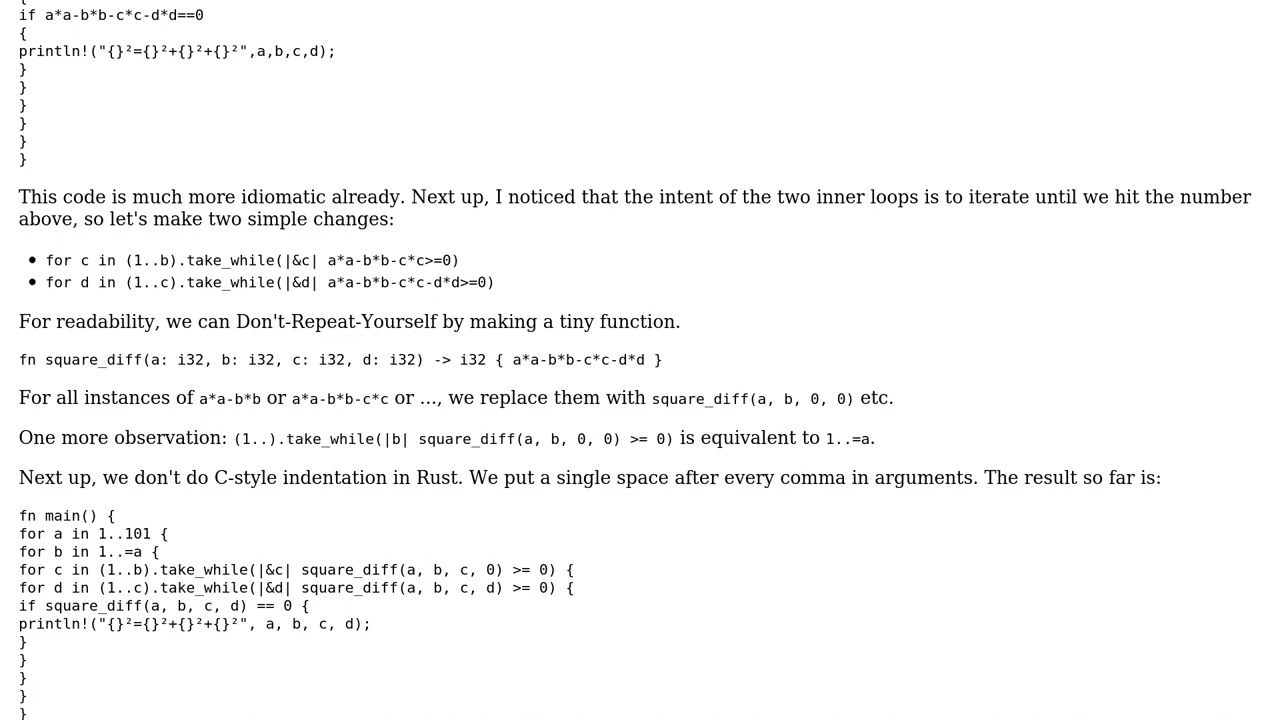 {
if a*a-b*b-c*c-d*d==0
{
println!("{}²={}²+{}²+{}²",a,b,c,d);
}
}
}
}
}
}
This code is much more idiomatic already. Next up, I noticed that the intent of the two inner loops is to iterate until we hit the number
above, so let's make two simple changes:
• for c in (1..b).take_while(|&c| a*a-b*b-c*c>=0)
• for d in (1..c).take_while(|&d| a*a-b*b-c*c-d*d>=0)
For readability, we can Don't-Repeat-Yourself by making a tiny function.
fn square_diff(a: i32, b: i32, c: i32, d: i32) -> i32 { a*a-b*b-c*c-d*d }
For all instances of a*a-b*b or a*a-b*b-c*c or ..., we replace them with square_diff(a, b, 0, 0) etc.
One more observation: (1..).take_while(|b| square_diff(a, b, 0, 0) >= 0) is equivalent to 1..=a.
Next up, we don't do C-style indentation in Rust. We put a single space after every comma in arguments. The result so far is:
fn main() {
for a in 1..101 {
for b in 1..=a {
for c in (1..b).take_while(|&c| square_diff(a, b, c, 0) >= 0) {
for d in (1..c).take_while(|&d| square_diff(a, b, c, d) >= 0) {
if square_diff(a, b, c, d) == 0 {
println!("{}²={}²+{}²+{}²", a, b, c, d);
}
}
}
}
}